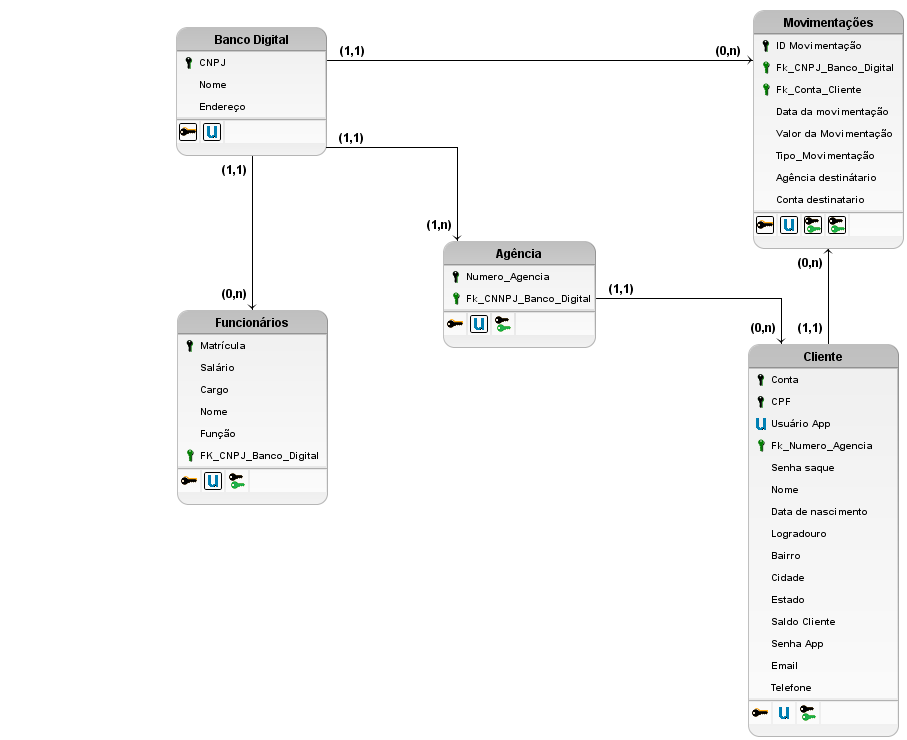 Banco Digital
CNPJ
Nome
Endereço
(1,1)
(0,n)
(1,1)
(1,1)
Movimentações
ID Movimentação
Fk_CNPJ_Banco_Digital
Fk_Conta_Cliente
Data da movimentação
Valor da Movimentação
Tipo_Movimentação
Agência destinátario
Conta destinatario
(1,n)
Agência
Numero_Agencia
Fk_CNNPJ_Banco_Digital
(1,1)
(0,n)
(0,n)
(1,1)
(0,n)
Funcionários
Matrícula
Salário
Cargo
Nome
Função
FK_CNPJ_Banco_Digital
Cliente
Conta
CPF
Usuário App
Fk_Numero_Agencia
Senha saque
Nome
Data de nascimento
Logradouro
Bairro
Cidade
Estado
Saldo Cliente
Senha App
Email
Telefone